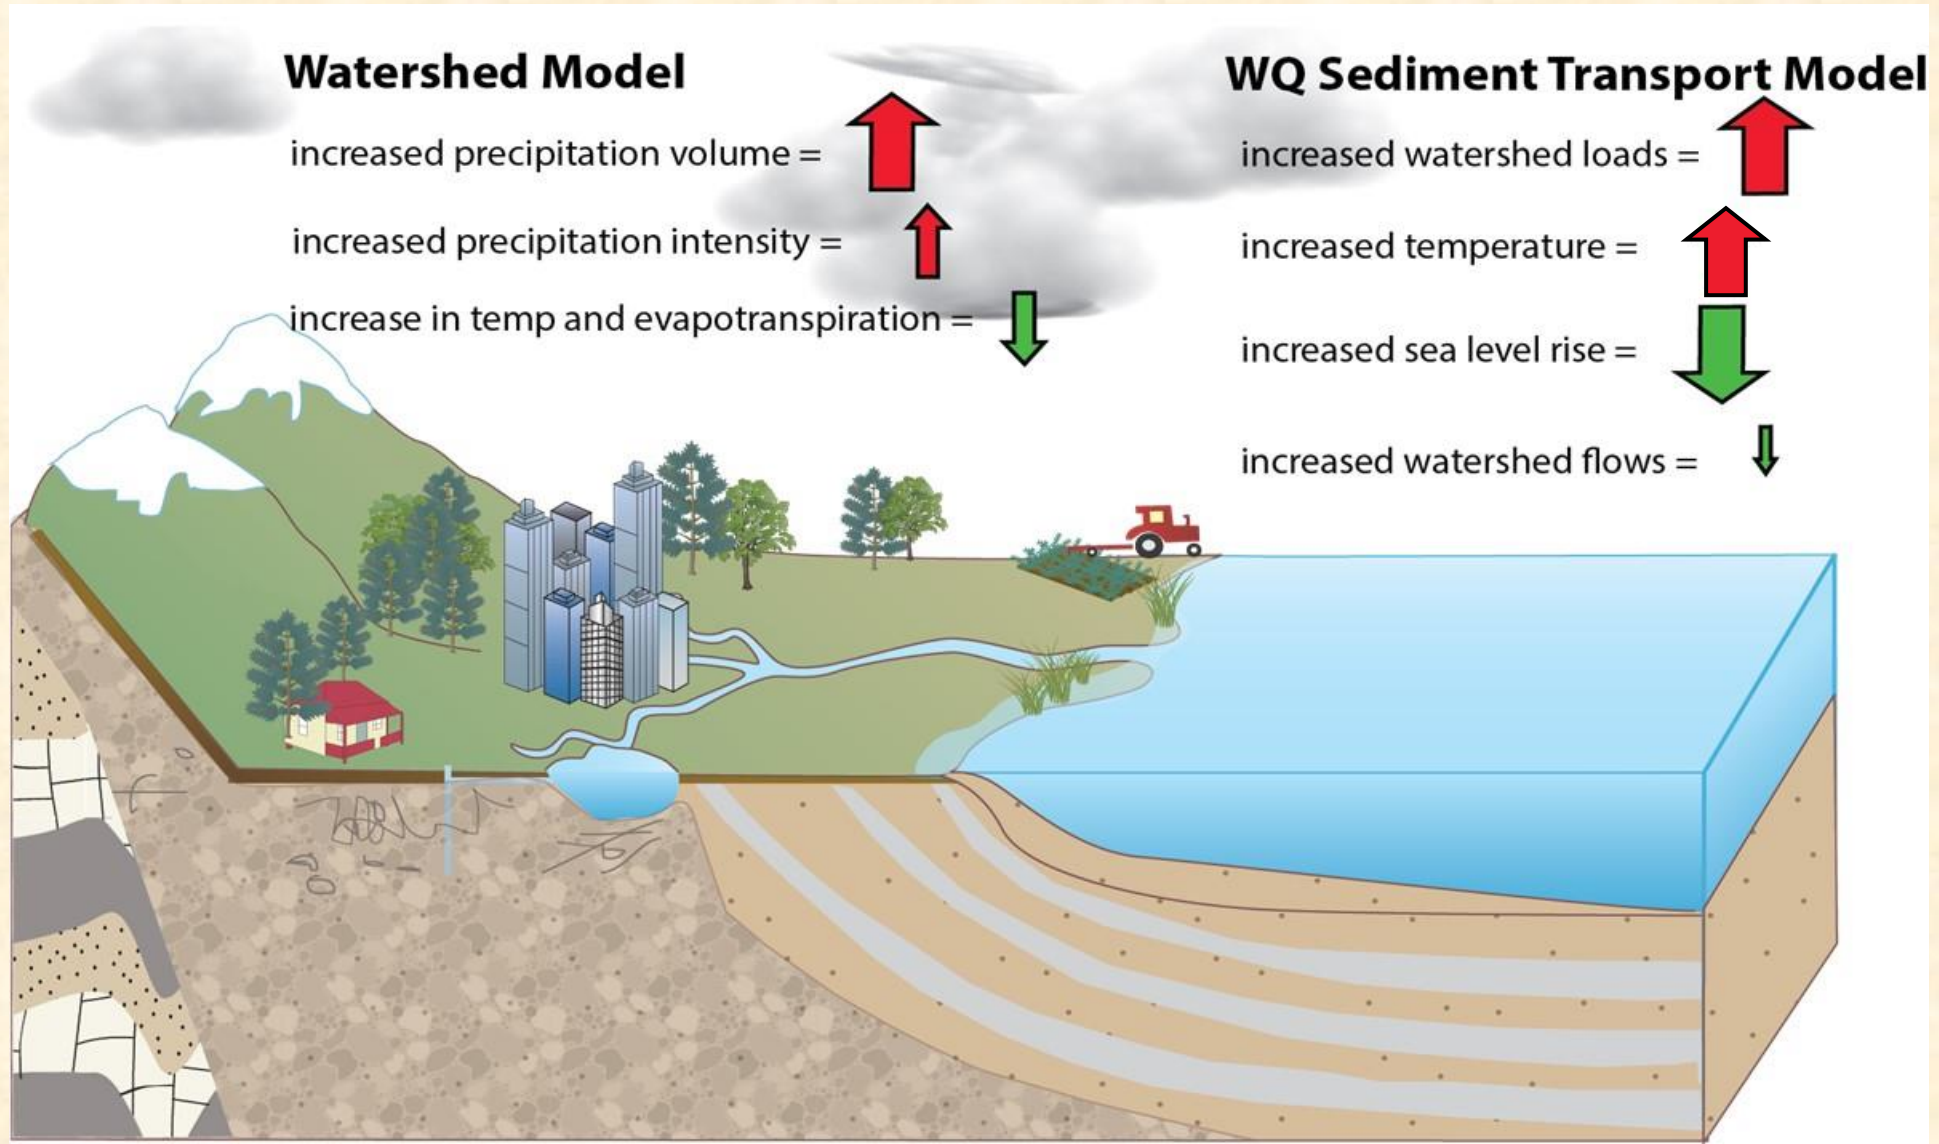 Watershed Model
increased precipitation volume =
increased precipitation intensity =
increase in temp and evapotranspiration =
WQ Sediment Transport Model
increased watershed loads =
increased temperature =
increased sea level rise =
increased watershed flows =